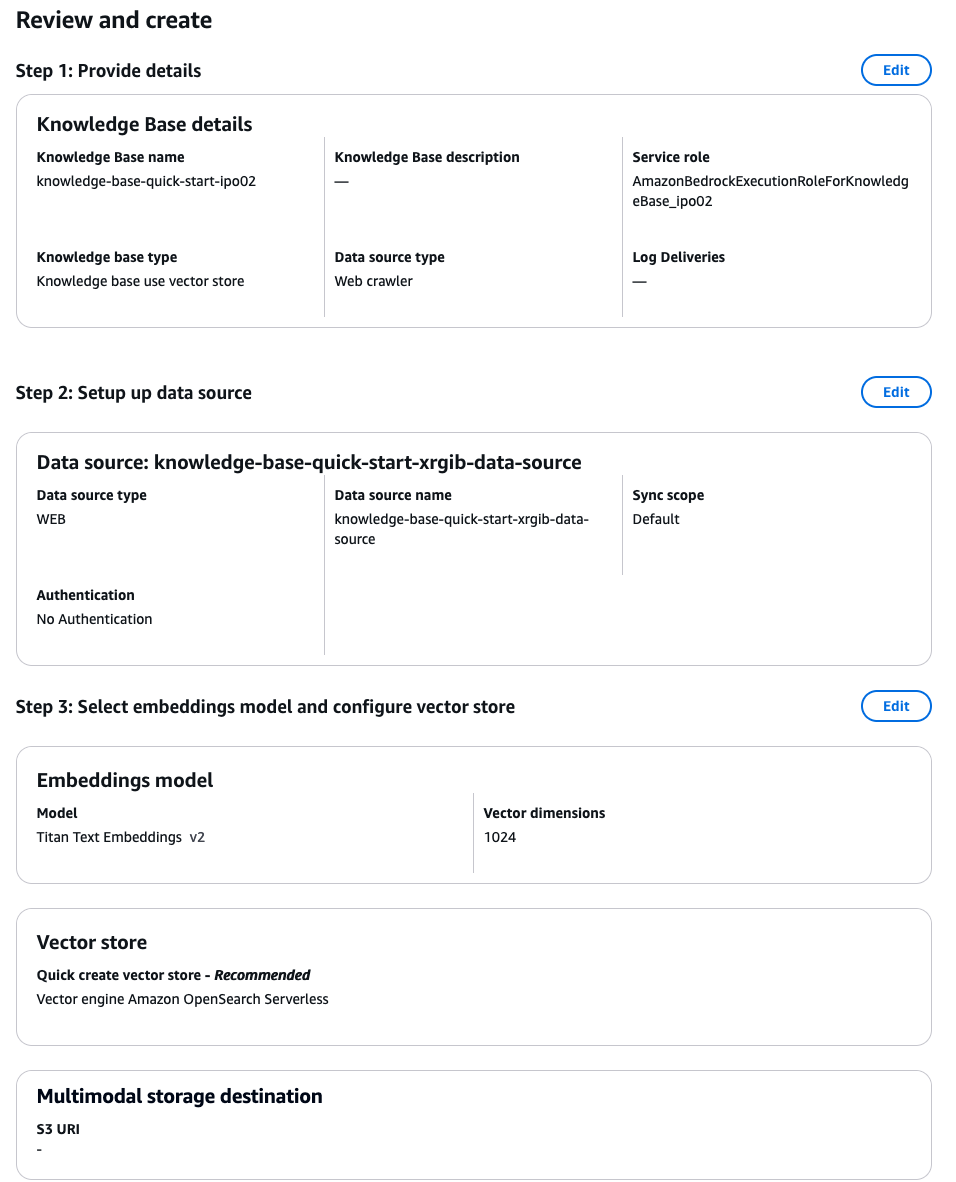 Review and create
Step 1: Provide details
Edit
Knowledge Base details
Knowledge Base name
knowledge-base-quick-start-ipo02
Knowledge Base description
—
Service role
AmazonBedrockExecutionRoleForKnowledg
eBase_ipo02
Knowledge base type
Knowledge base use vector store
Data source type
Web crawler
Log Deliveries
—
Step 2: Setup up data source
Edit
Data source: knowledge-base-quick-start-xrgib-data-source
Data source type
WEB
Data source name
knowledge-base-quick-start-xrgib-data-
source
Sync scope
Default
Authentication
No Authentication
Step 3: Select embeddings model and configure vector store
Edit
Embeddings model
Model
Titan Text Embeddings v2
Vector dimensions
1024
Vector store
Quick create vector store - Recommended
Vector engine Amazon OpenSearch Serverless
Multimodal storage destination
S3 URI
-